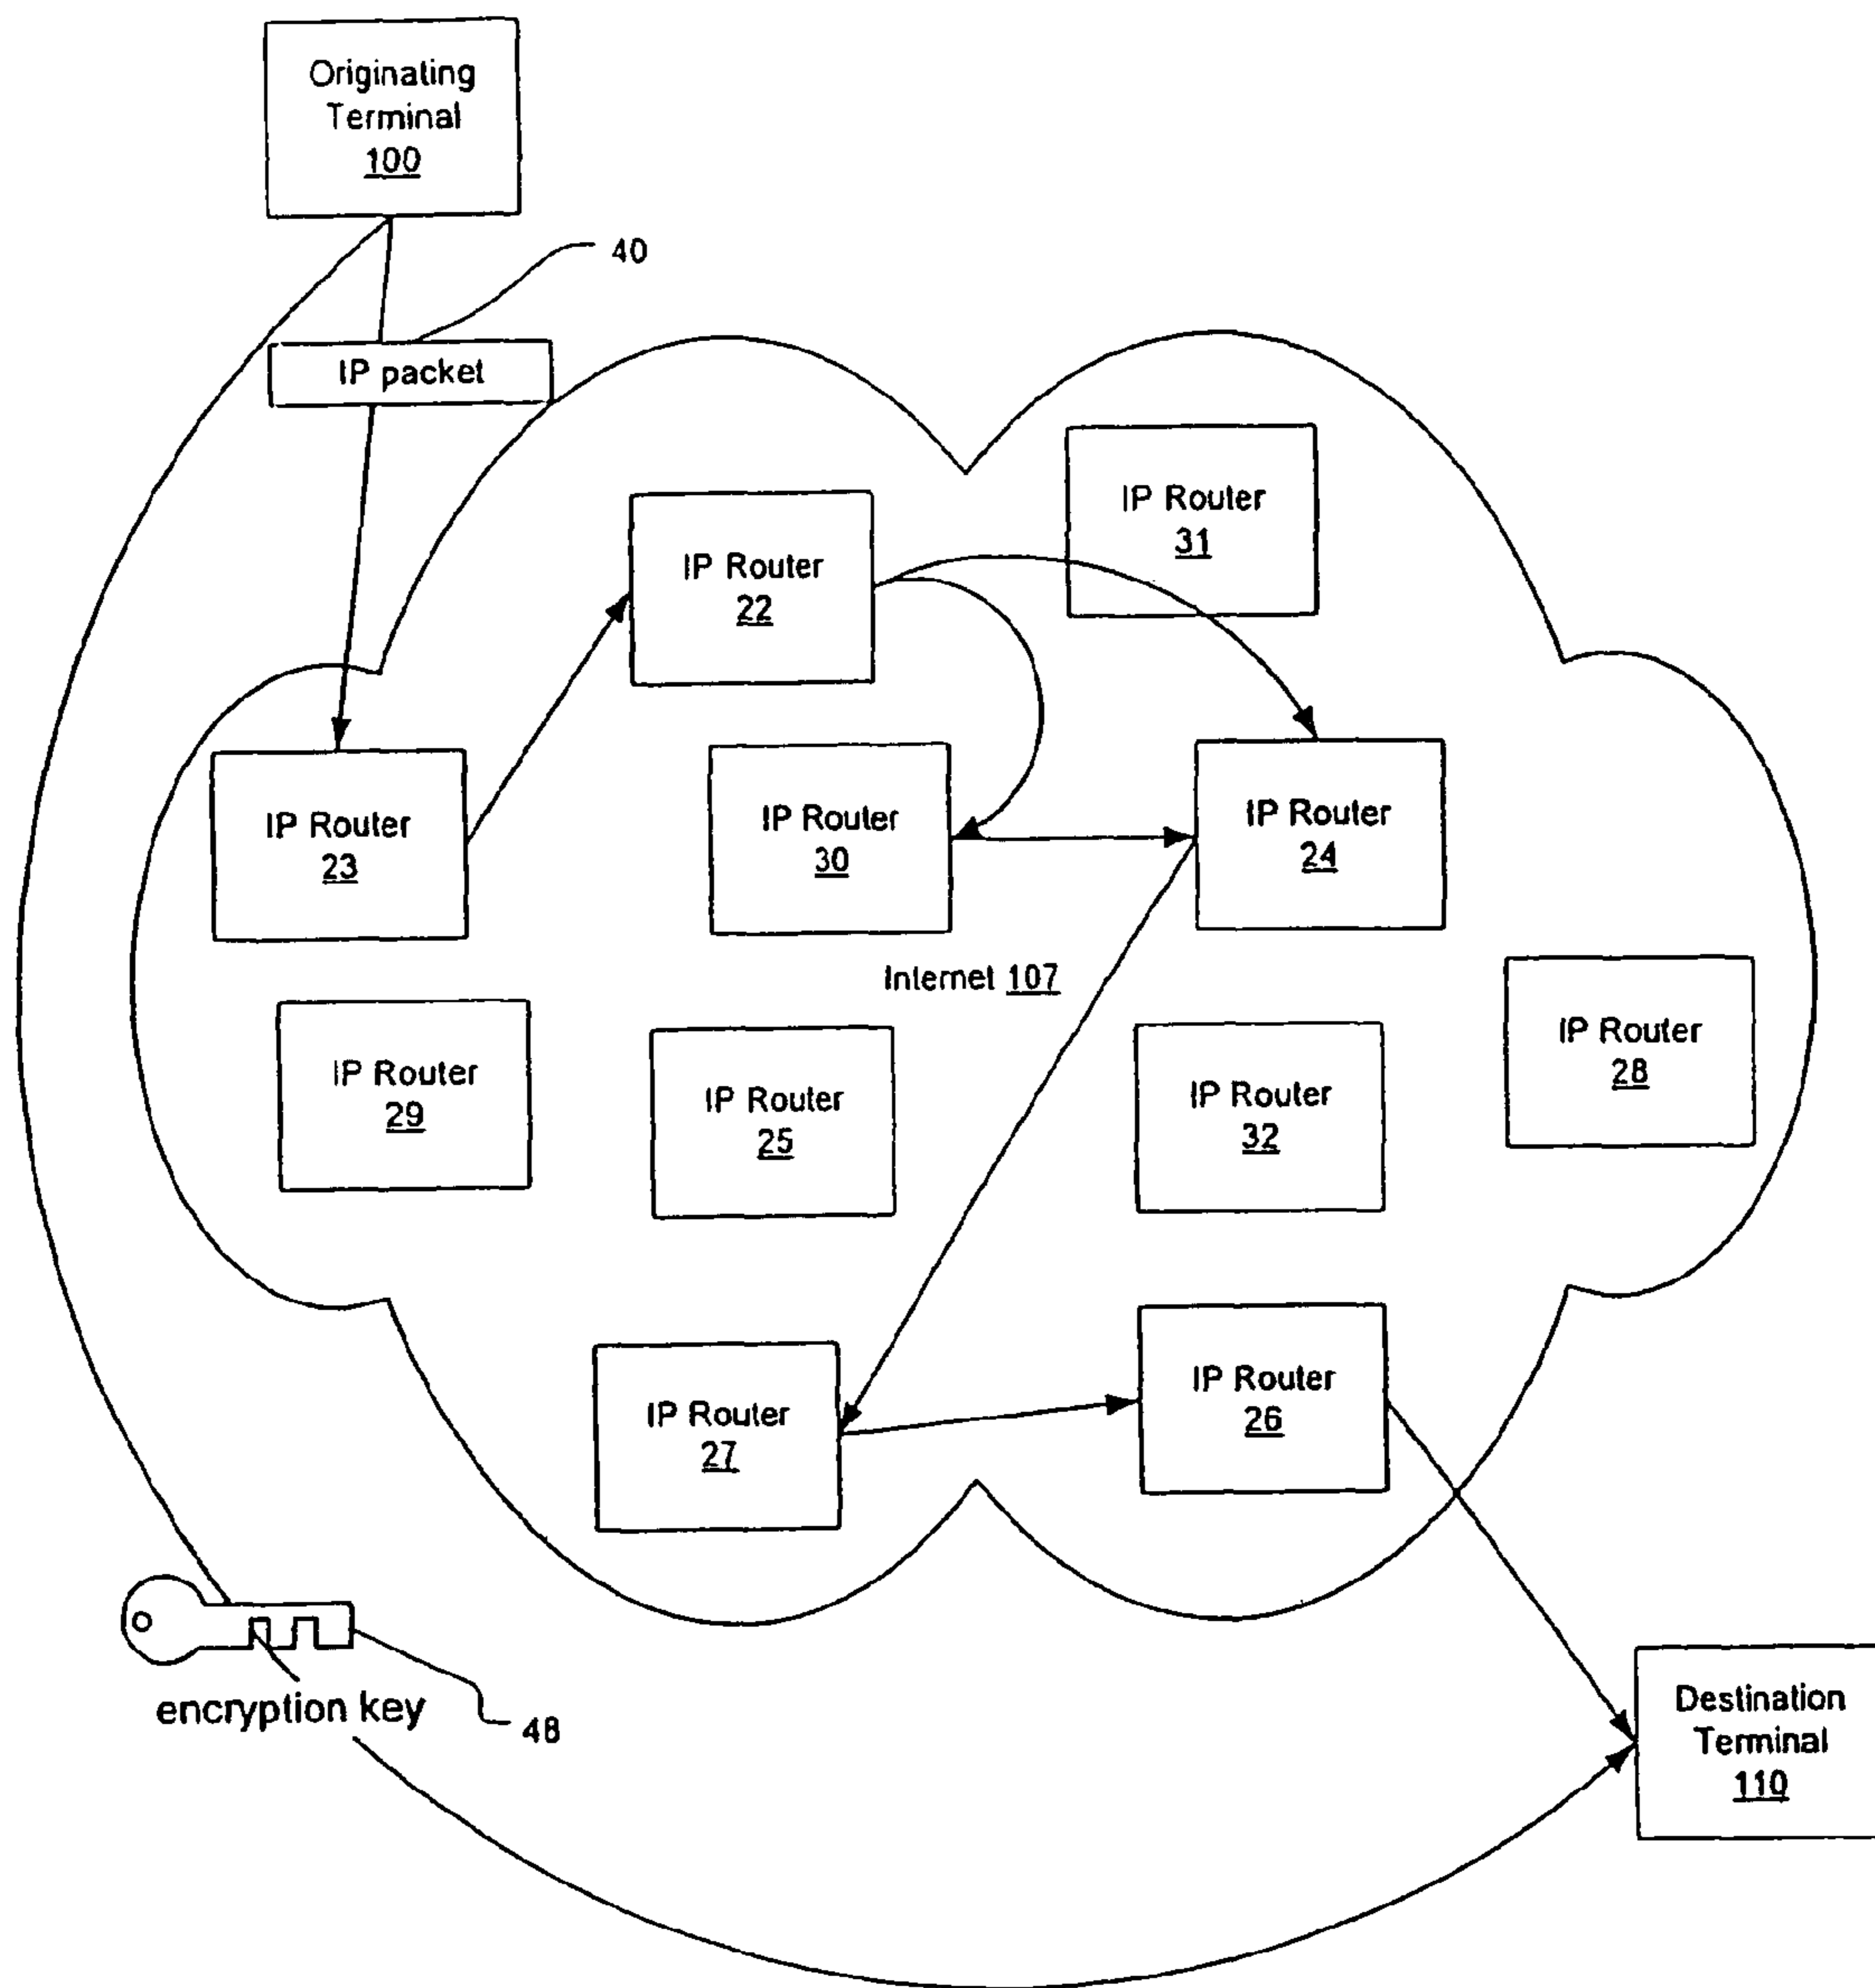 Originating
Terminal
100
40
IP packet
IP Router
31
IP Router
22
IP Router
23
IP Router
30
IP Router
24
Internet 107
IP Router
29
IP Router
25
IP Router
32
IP Router
28
IP Router
27
IP Router
26
encryption key
48
Destination
Terminal
110